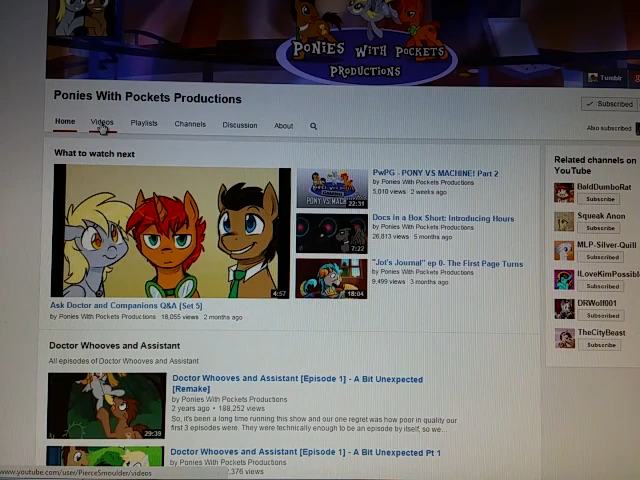 PONIES WITH POCKETS
PRODUCTIONS
Tumblr
Ponies With Pockets Productions
Subscribed
Home Videos Playlists Channels Discussion About
Also subscribed
What to watch next
4:57
Ask Doctor and Companions Q&A [Set 5]
by Ponies With Pockets Productions 18,055 views 2 months ago
22:31
PwPG - PONY VS MACHINE! Part 2
by Ponies With Pockets Productions
5,010 views 2 weeks ago
7:22
Docs in a Box Short: Introducing Hours
by Ponies With Pockets Productions
26,813 views 5 months ago
18:04
"Jot's Journal" ep 0- The First Page Turns
by Ponies With Pockets Productions
9,499 views 3 months ago
Related channels on
YouTube
BaldDumboRat
Subscribe
Squeak Anon
Subscribe
MLP-Silver-Quill
Subscribed
ILoveKimPossibl
Subscribed
DRWolf001
Subscribed
TheCityBeast
Subscribe
Doctor Whooves and Assistant
All episodes of Doctor Whooves and Assistant
29:39
Doctor Whooves and Assistant [Episode 1] - A Bit Unexpected
[Remake]
by Ponies With Pockets Productions
2 years ago • 188,252 views
So, it's been a long time running this show and our one regret was how poor in quality our
first 3 episodes were. They were technically enough to be an episode by itself, so we...
Doctor Whooves and Assistant [Episode 1] - A Bit Unexpected Pt 1
by Ponies With Pockets Productions
,376 views
www.youtube.com/user/PierceSmoulder/videos